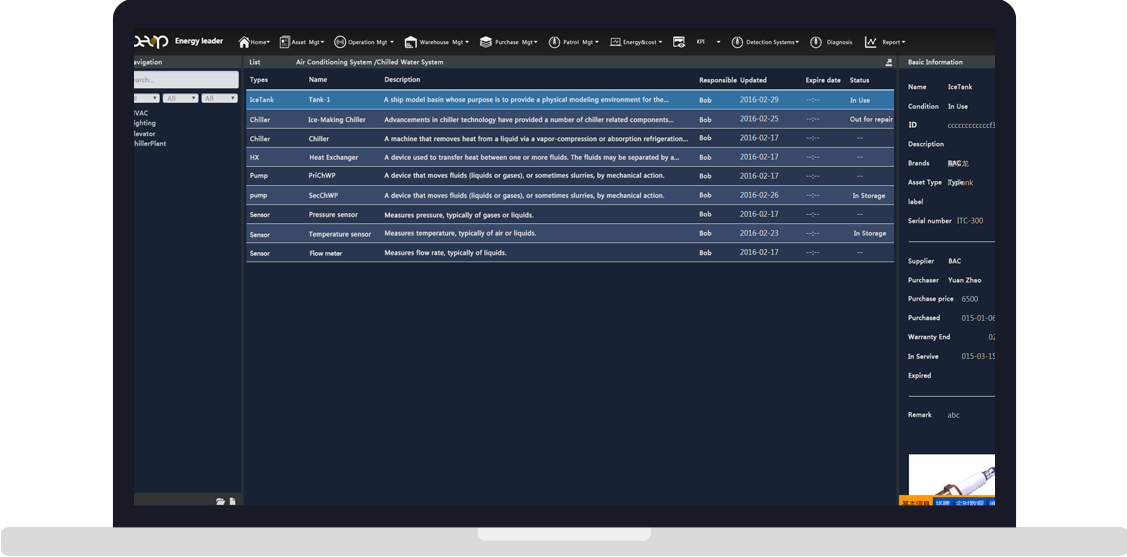 Energy leader Home Asset Mgt Operation Mgt Warehouse Mgt Purchase Mgt Patrol Mgt Energy&cost KPI Detection Systems Diagnosis Report
avigation List Air Conditioning System /Chilled Water System Basic Information
Types Name Description Responsible Updated Expire date Status
IceTank Tank-1 A ship model basin whose purpose is to provide a physical modeling environment for the... Bob 2016-02-29 --:-- In Use
Chiller Ice-Making Chiller Advancements in chiller technology have provided a number of chiller related components... Bob 2016-02-25 --:-- Out for repair
Chiller Chiller A machine that removes heat from a liquid via a vapor-compression or absorption refrigeration... Bob 2016-02-17 --:-- --
HX Heat Exchanger A device used to transfer heat between one or more fluids. The fluids may be separated by a... Bob 2016-02-17 --:-- --
Pump PriChWP A device that moves fluids (liquids or gases), or sometimes slurries, by mechanical action. Bob 2016-02-17 --:-- --
pump SecChWP A device that moves fluids (liquids or gases), or sometimes slurries, by mechanical action. Bob 2016-02-26 --:-- In Storage
Sensor Pressure sensor Measures pressure, typically of gases or liquids. Bob 2016-02-17 --:-- --
Sensor Temperature sensor Measures temperature, typically of air or liquids. Bob 2016-02-23 --:-- In Storage
Sensor Flow meter Measures flow rate, typically of liquids. Bob 2016-02-17 --:-- --
arch...
All All
VAC
ighting
levator
hillerPlant
Name IceTank
Condition In Use
ID ccccccccccccf3
Description
Brands
Asset Type
label
Serial number ITC-300
Supplier BAC
Purchaser Yuan Zhao
Purchase price 6500
Purchased 015-01-06
Warranty End 02
In Servive 015-03-15
Expired
Remark abc